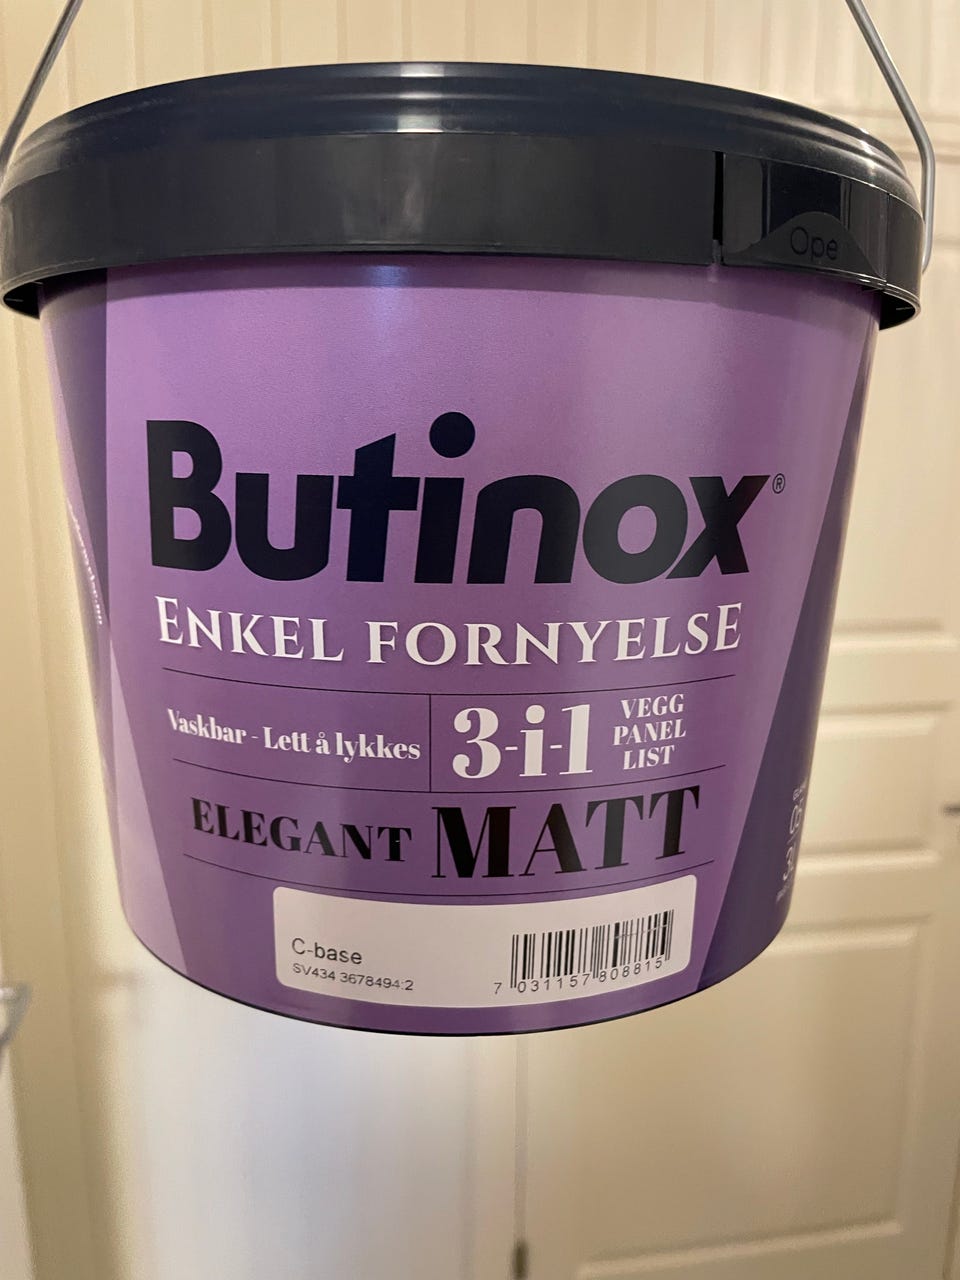 Ope
Butinox®
ENKEL FORNYELSE
Vaskbar - Lett å lykkes
3-i-1
VEGG
PANEL
LIST
ELEGANT MATT
C-base
SV434 3678494:2
7 031157 808815